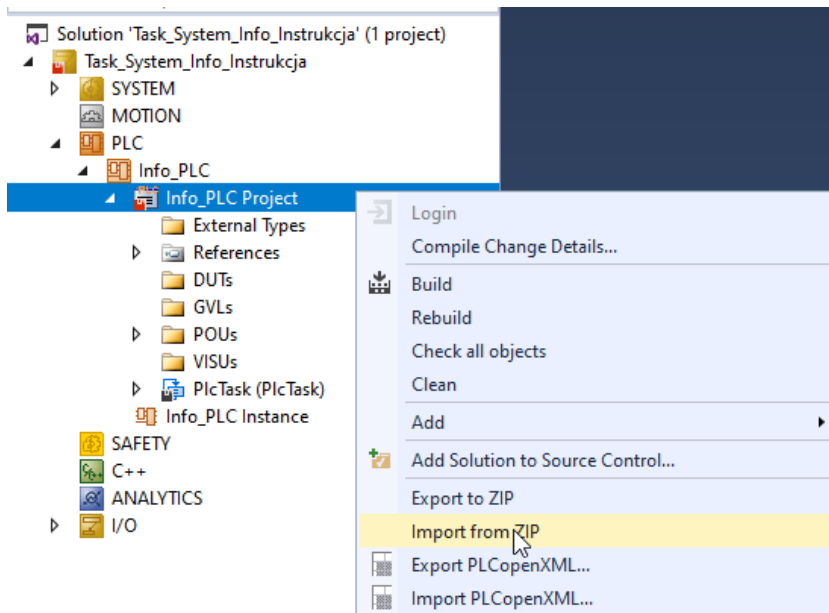 Solution 'Task_System_Info_Instrukcja' (1 project)
Task_System_Info_Instrukcja
SYSTEM
MOTION
PLC
Info_PLC
Info_PLC Project
External Types
References
DUTs
GVLs
POUs
VISUs
PlcTask (PlcTask)
Info_PLC Instance
SAFETY
C++
ANALYTICS
I/O
Login
Compile Change Details...
Build
Rebuild
Check all objects
Clean
Add
Add Solution to Source Control...
Export to ZIP
Import from ZIP
Export PLCopenXML...
Import PLCopenXML...